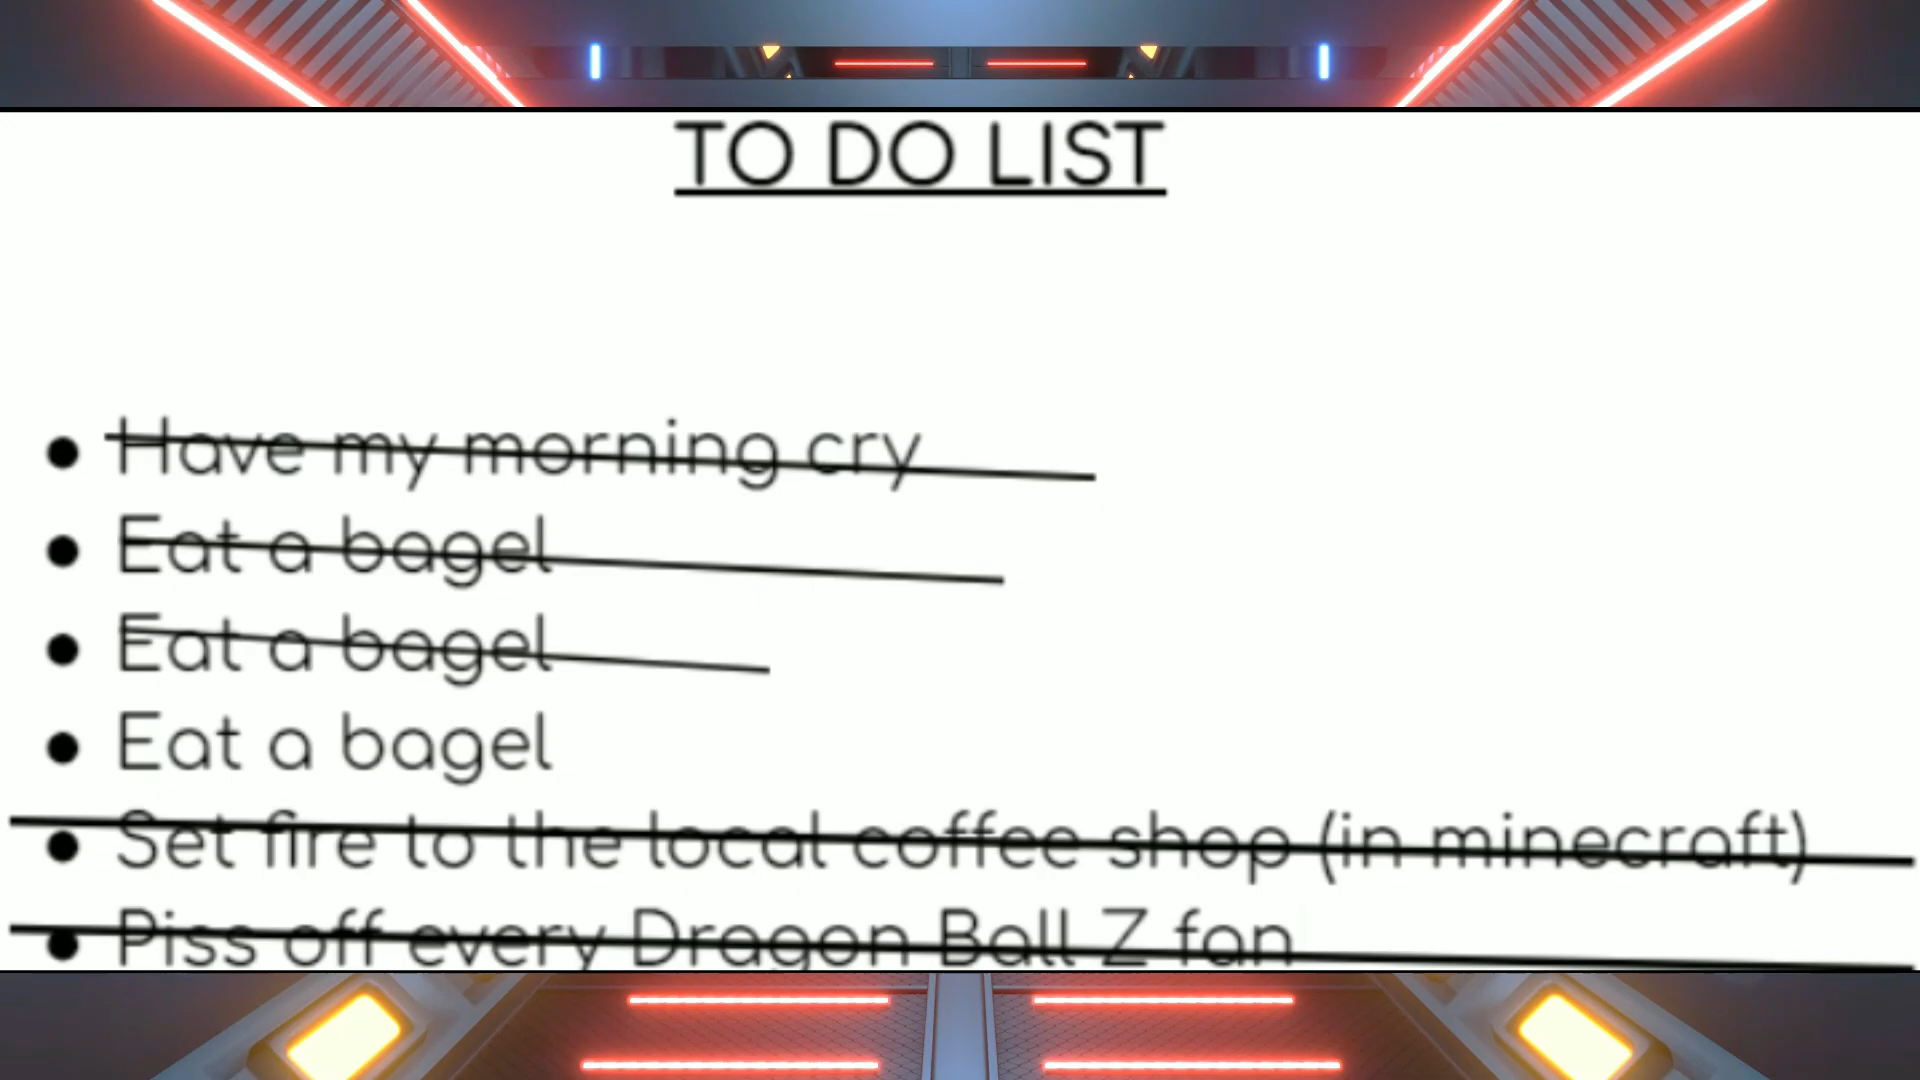 TO DO LIST
• Have my morning cry
• Eat a bagel
• Eat a bagel
• Eat a bagel
• Set fire to the local coffee shop (in minecraft)
• Piss off every Dragon Ball Z fan